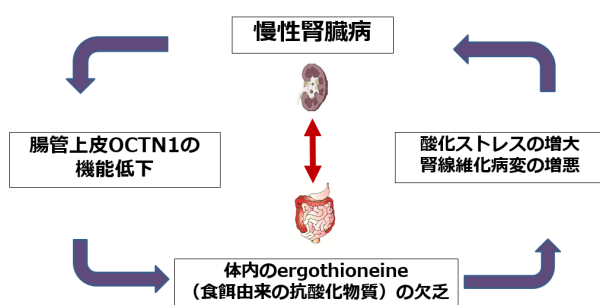 慢性腎臓病
腸管上皮OCTN1の
機能低下
酸化ストレスの増大
腎線維化病変の増悪
体内のergothioneine
（食餌由来の抗酸化物質）の欠乏